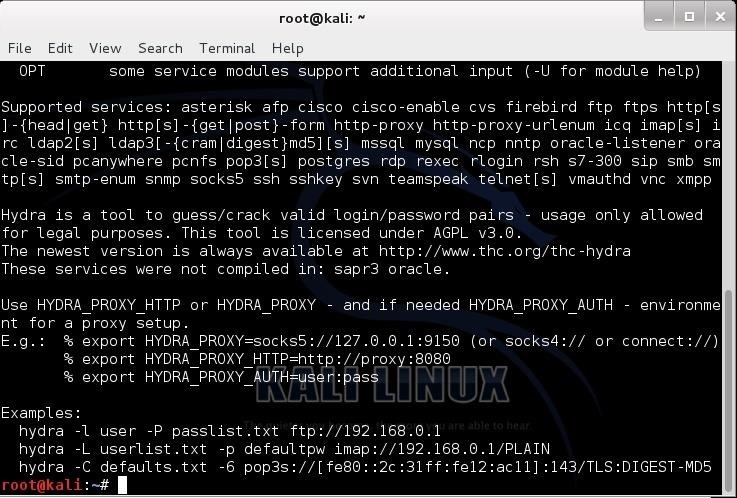 root@kali: ~
File Edit View Search Terminal Help
  OPT       some service modules support additional input (-U for module help)
Supported services: asterisk afp cisco cisco-enable cvs firebird ftp ftps http[s
]-{head|get} http[s]-{get|post}-form http-proxy http-proxy-urlenum icq imap[s] i
rc ldap2[s] ldap3[-{cram|digest}md5][s] mssql mysql ncp nntp oracle-listener ora
cle-sid pcanywhere pcnfs pop3[s] postgres rdp rexec rlogin rsh s7-300 sip smb sm
tp[s] smtp-enum snmp socks5 ssh sshkey svn teamspeak telnet[s] vmauthd vnc xmpp
Hydra is a tool to guess/crack valid login/password pairs - usage only allowed
for legal purposes. This tool is licensed under AGPL v3.0.
The newest version is always available at http://www.thc.org/thc-hydra
These services were not compiled in: sapr3 oracle.
Use HYDRA_PROXY_HTTP or HYDRA_PROXY - and if needed HYDRA_PROXY_AUTH - environme
nt for a proxy setup.
E.g.:  % export HYDRA_PROXY=socks5://127.0.0.1:9150 (or socks4:// or connect://)
       % export HYDRA_PROXY_HTTP=http://proxy:8080
       % export HYDRA_PROXY_AUTH=user:pass
KALI LINUX
Examples:
you are able to hear.
  hydra -l user -P passlist.txt ftp://192.168.0.1
  hydra -L userlist.txt -p defaultpw imap://192.168.0.1/PLAIN
  hydra -C defaults.txt -6 pop3s://[fe80::2c:31ff:fe12:ac11]:143/TLS:DIGEST-MD5
root@kali:~#